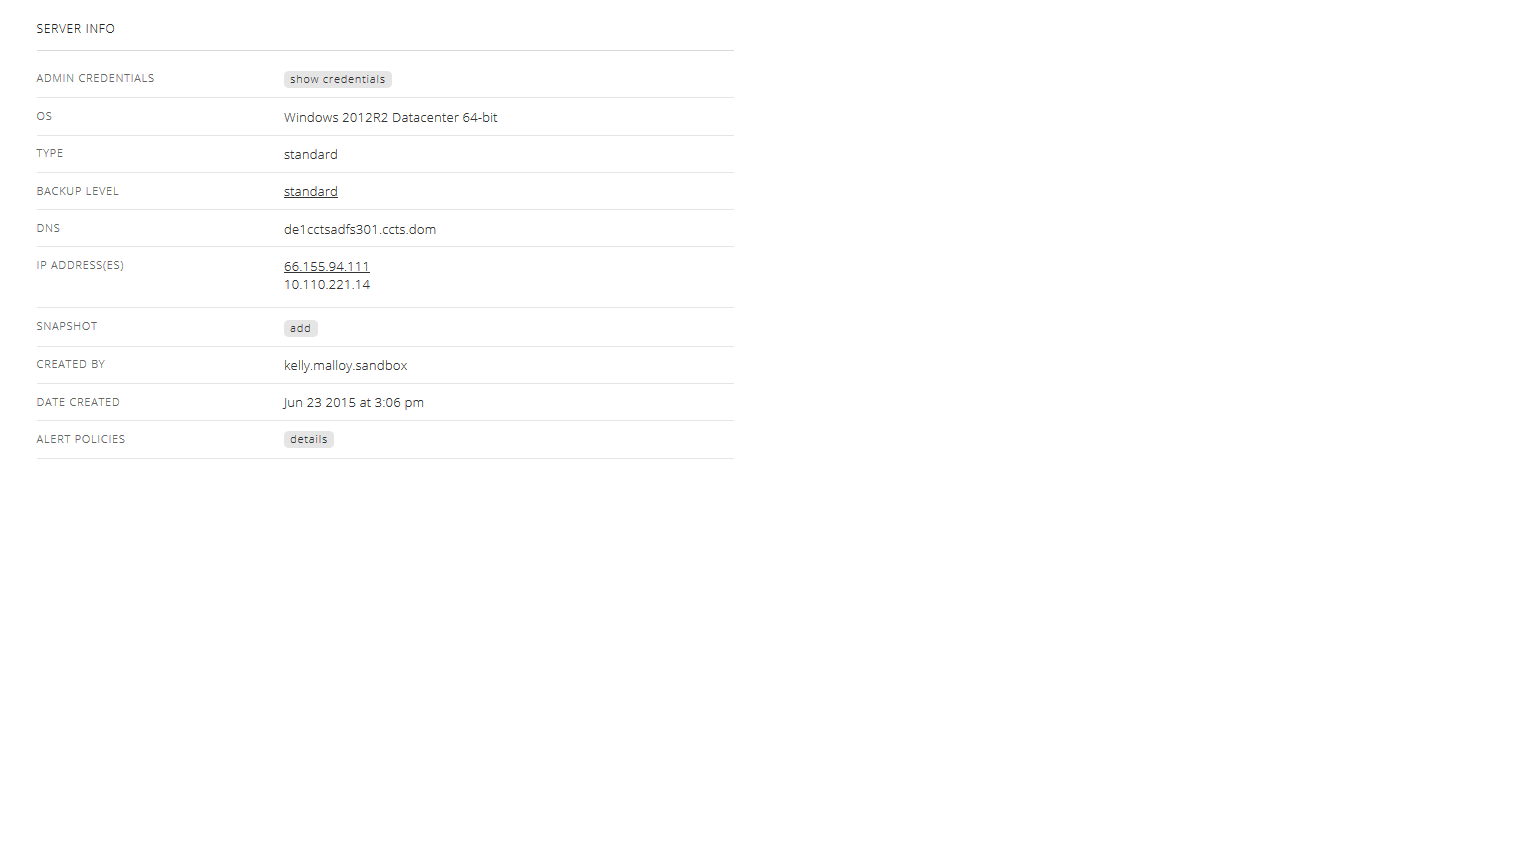 SERVER INFO
ADMIN CREDENTIALS show credentials
OS Windows 2012R2 Datacenter 64-bit
TYPE standard
BACKUP LEVEL standard
DNS de1cctsadfs301.ccts.dom
IP ADDRESS(ES) 66.155.94.111
10.110.221.14
SNAPSHOT add
CREATED BY kelly.malloy.sandbox
DATE CREATED Jun 23 2015 at 3:06 pm
ALERT POLICIES details